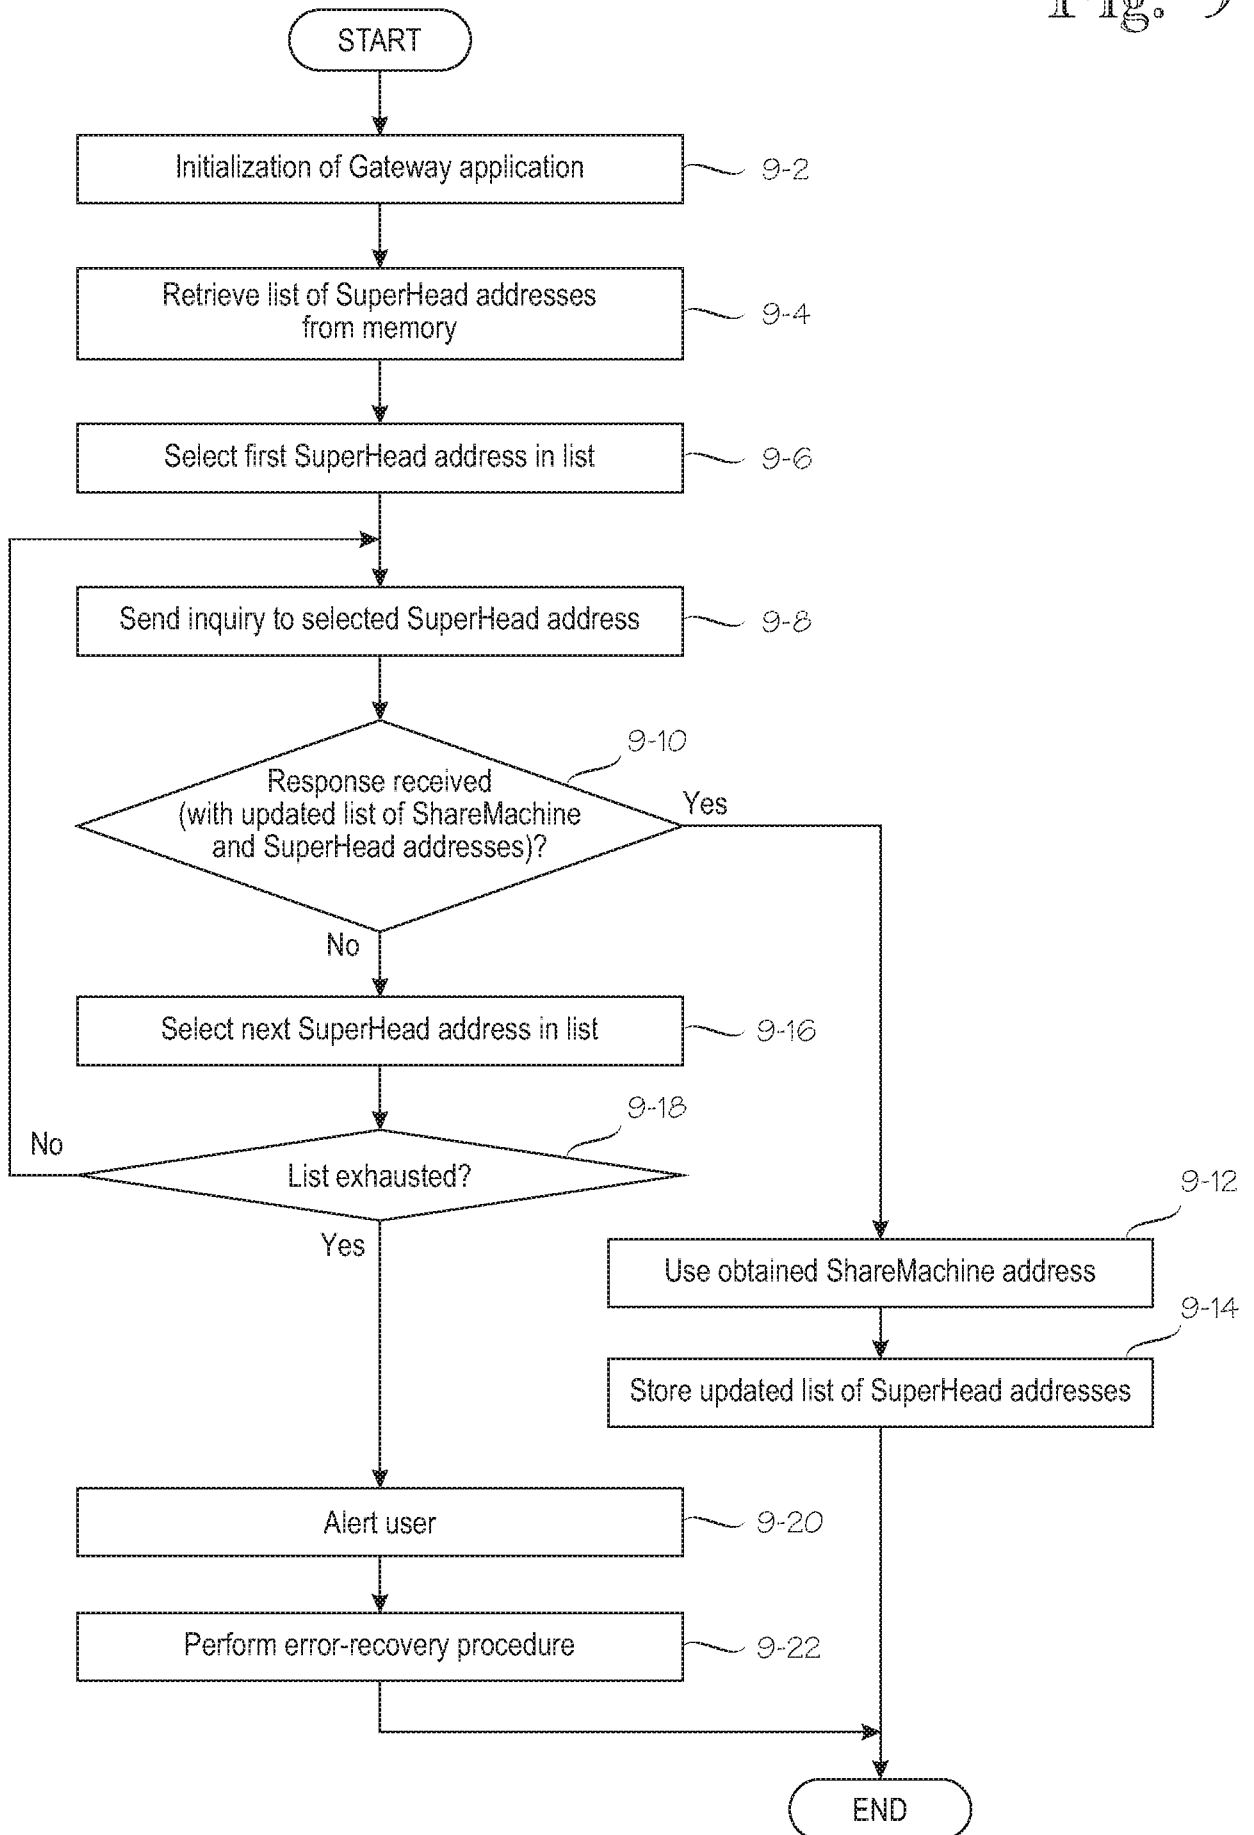 Fig. 9
START
Initialization of Gateway application
9-2
Retrieve list of SuperHead addresses
from memory
9-4
Select first SuperHead address in list
9-6
Send inquiry to selected SuperHead address
9-8
9-10
Response received
(with updated list of ShareMachine
and SuperHead addresses)?
Yes
No
Select next SuperHead address in list
9-16
9-18
No
List exhausted?
Yes
9-12
Use obtained ShareMachine address
9-14
Store updated list of SuperHead addresses
Alert user
9-20
Perform error-recovery procedure
9-22
END